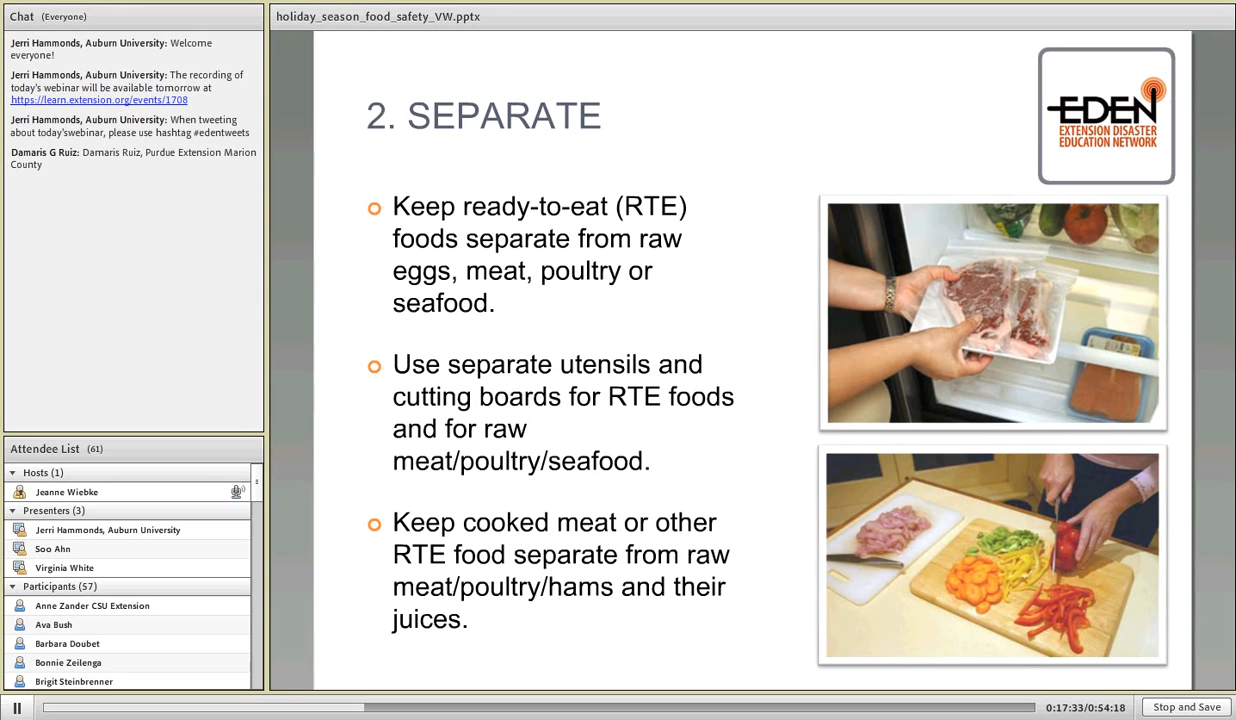 Chat (Everyone)
Jerri Hammonds, Auburn University: Welcome
everyone!
Jerri Hammonds, Auburn University: The recording of
today's webinar will be available tomorrow at
https://learn.extension.org/events/1708
Jerri Hammonds, Auburn University: When tweeting
about today'swebinar, please use hashtag #edentweets
Damaris G Ruiz: Damaris Ruiz, Purdue Extension Marion
County
Attendee List (61)
Hosts (1)
Jeanne Wiebke
Presenters (3)
Jerri Hammonds, Auburn University
Soo Ahn
Virginia White
Participants (57)
Anne Zander CSU Extension
Ava Bush
Barbara Doubet
Bonnie Zeilenga
Brigit Steinbrenner
holiday_season_food_safety_VW.pptx
2. SEPARATE
EDEN
EXTENSION DISASTER
EDUCATION NETWORK
Keep ready-to-eat (RTE)
foods separate from raw
eggs, meat, poultry or
seafood.
Use separate utensils and
cutting boards for RTE foods
and for raw
meat/poultry/seafood.
Keep cooked meat or other
RTE food separate from raw
meat/poultry/hams and their
juices.
0:17:33/0:54:18
Stop and Save